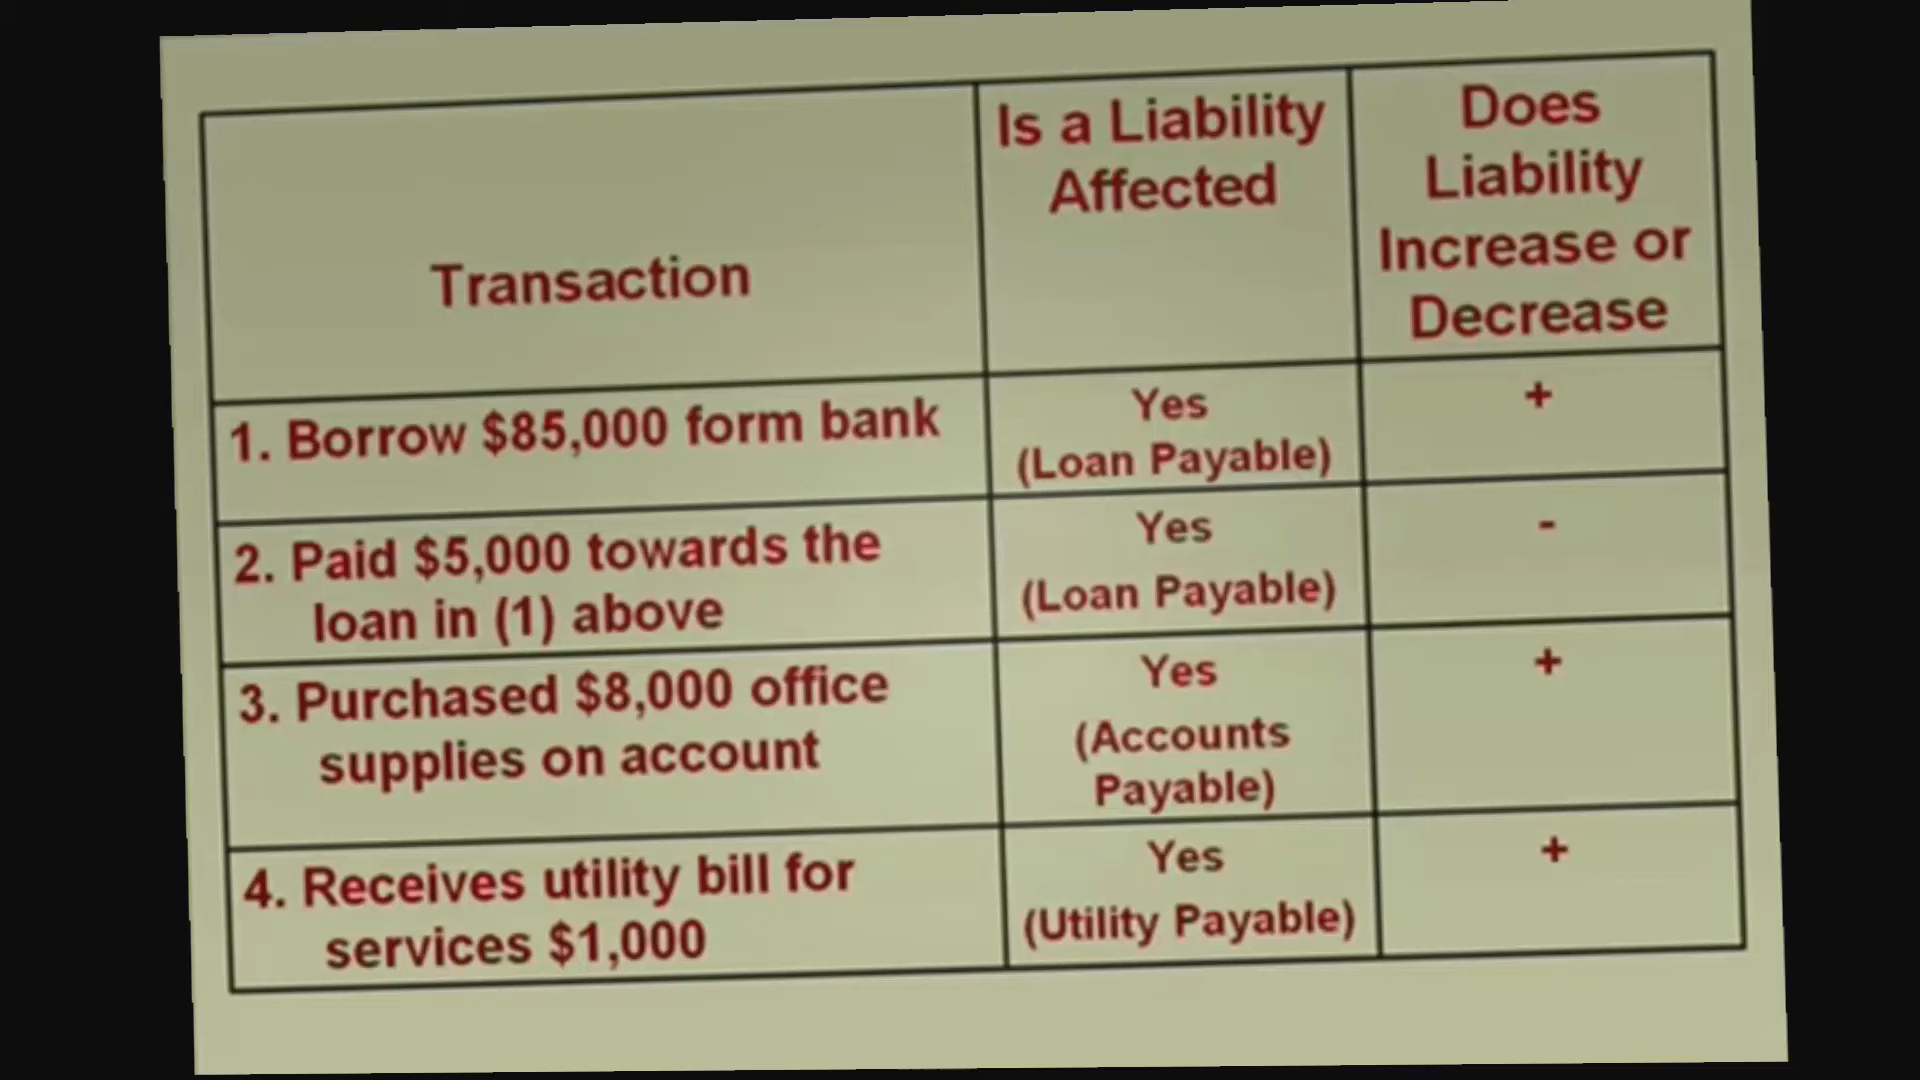 Transaction
Is a Liability
Affected
Does
Liability
Increase or
Decrease
1. Borrow $85,000 form bank
Yes
(Loan Payable)
+
2. Paid $5,000 towards the
loan in (1) above
Yes
(Loan Payable)
-
3. Purchased $8,000 office
supplies on account
Yes
(Accounts
Payable)
+
4. Receives utility bill for
services $1,000
Yes
(Utility Payable)
+